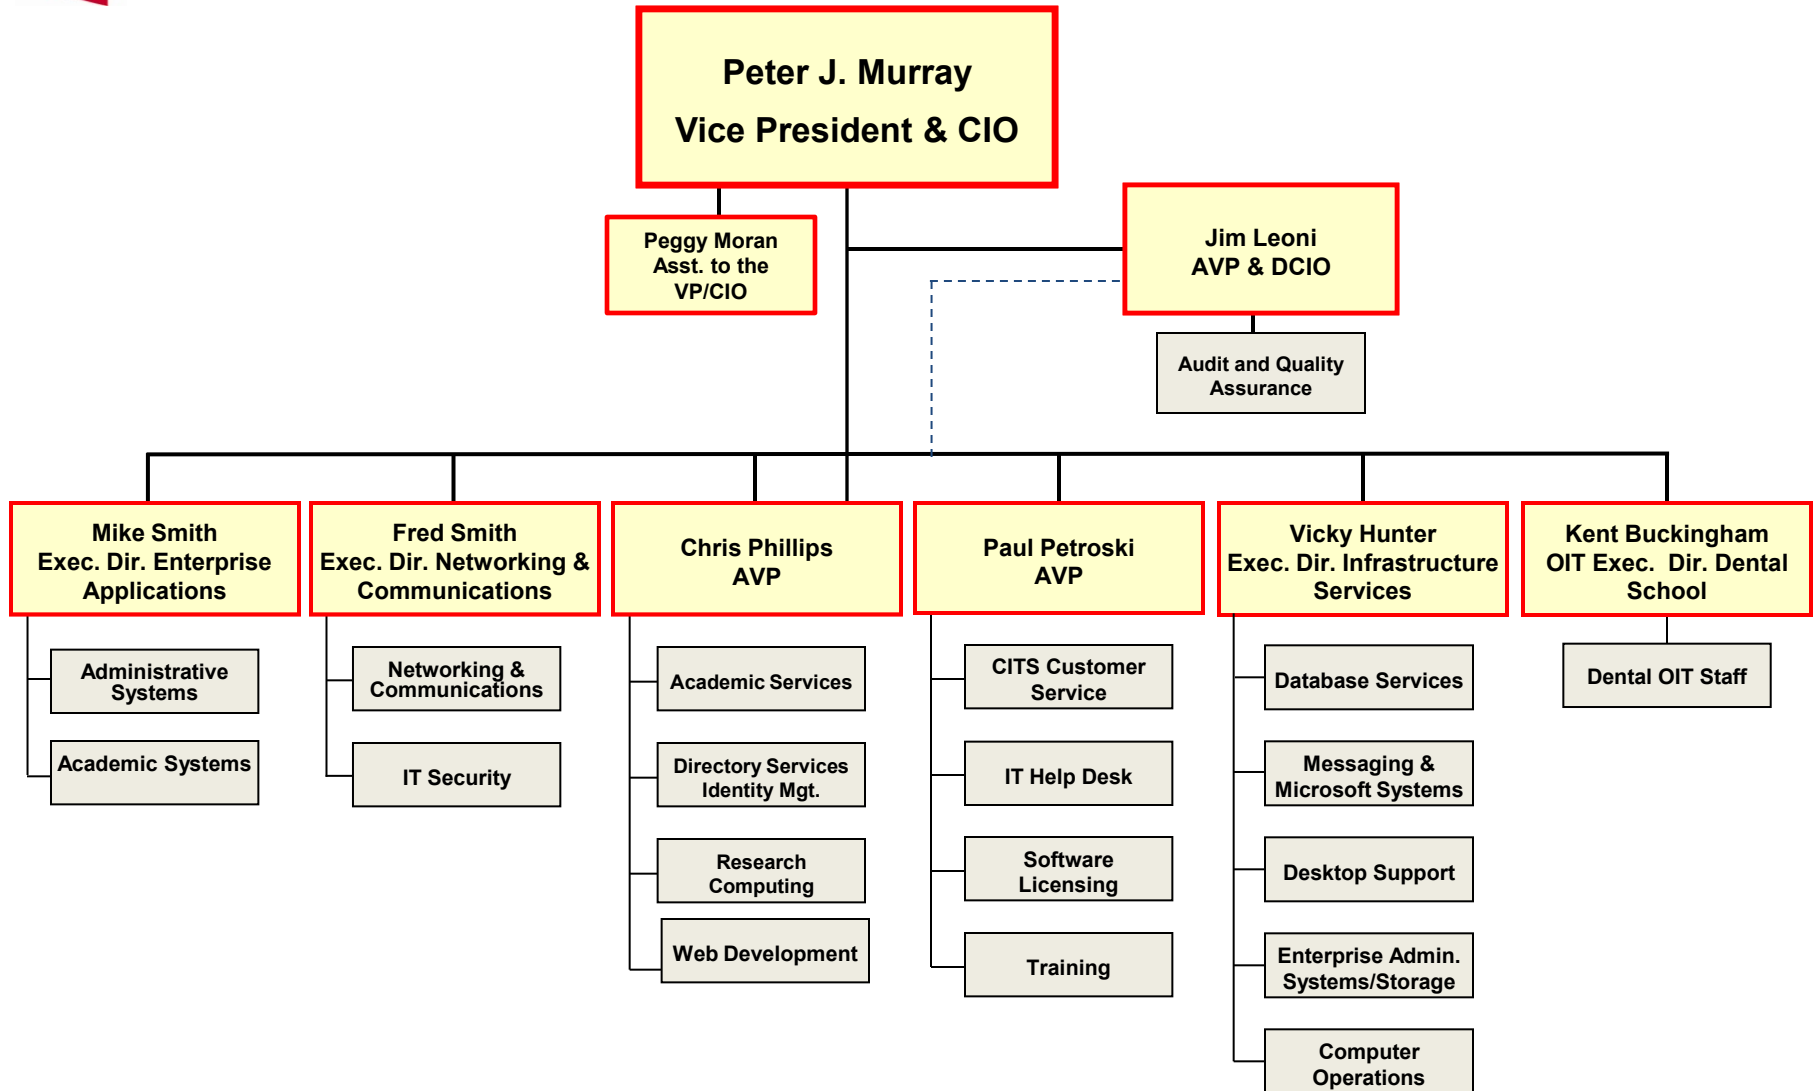 Peter J. Murray
Vice President & CIO
Peggy Moran
Asst. to the
VP/CIO
Jim Leoni
AVP & DCIO
Audit and Quality
Assurance
Mike Smith
Exec. Dir. Enterprise
Applications
Fred Smith
Exec. Dir. Networking &
Communications
Chris Phillips
AVP
Paul Petroski
AVP
Vicky Hunter
Exec. Dir. Infrastructure
Services
Kent Buckingham
OIT Exec. Dir. Dental
School
Administrative
Systems
Academic Systems
Networking &
Communications
IT Security
Academic Services
Directory Services
Identity Mgt.
Research
Computing
Web Development
CITS Customer
Service
IT Help Desk
Software
Licensing
Training
Database Services
Messaging &
Microsoft Systems
Desktop Support
Enterprise Admin.
Systems/Storage
Computer
Operations
Dental OIT Staff